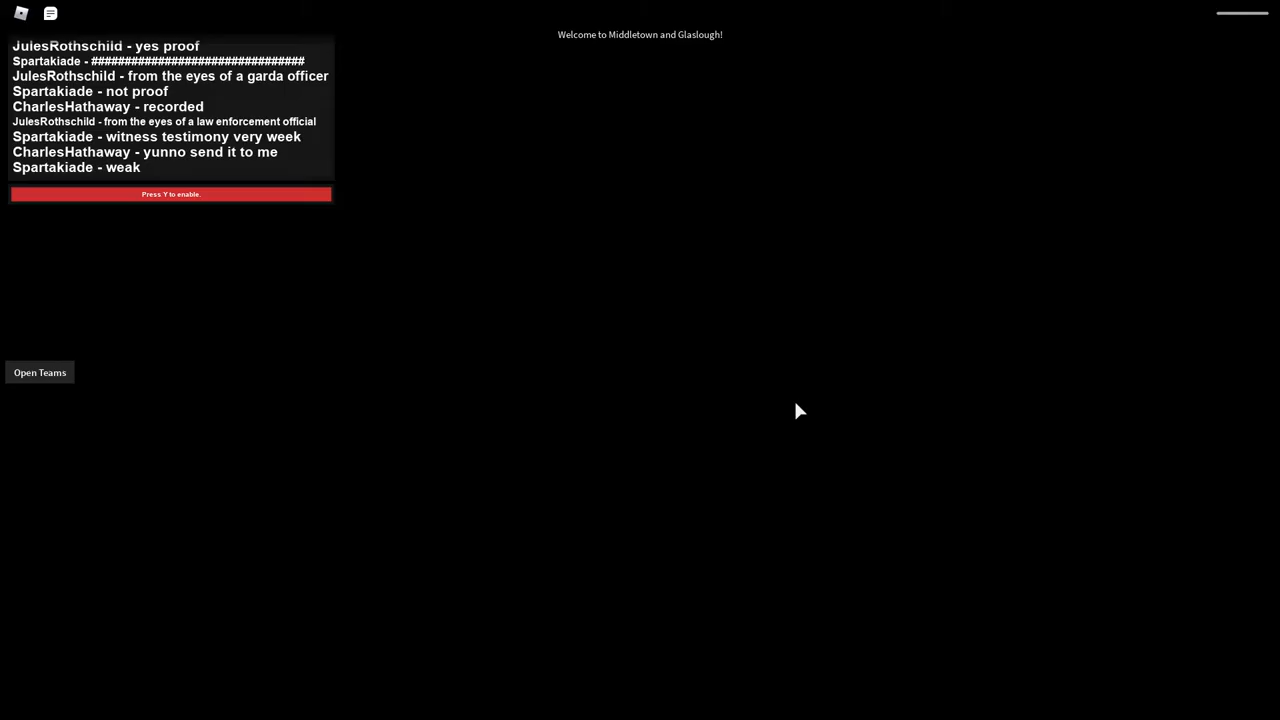 Welcome to Middletown and Glaslough!
JulesRothschild - yes proof
Spartakiade - ################################
JulesRothschild - from the eyes of a garda officer
Spartakiade - not proof
CharlesHathaway - recorded
JulesRothschild - from the eyes of a law enforcement official
Spartakiade - witness testimony very week
CharlesHathaway - yunno send it to me
Spartakiade - weak
Press Y to enable.
Open Teams